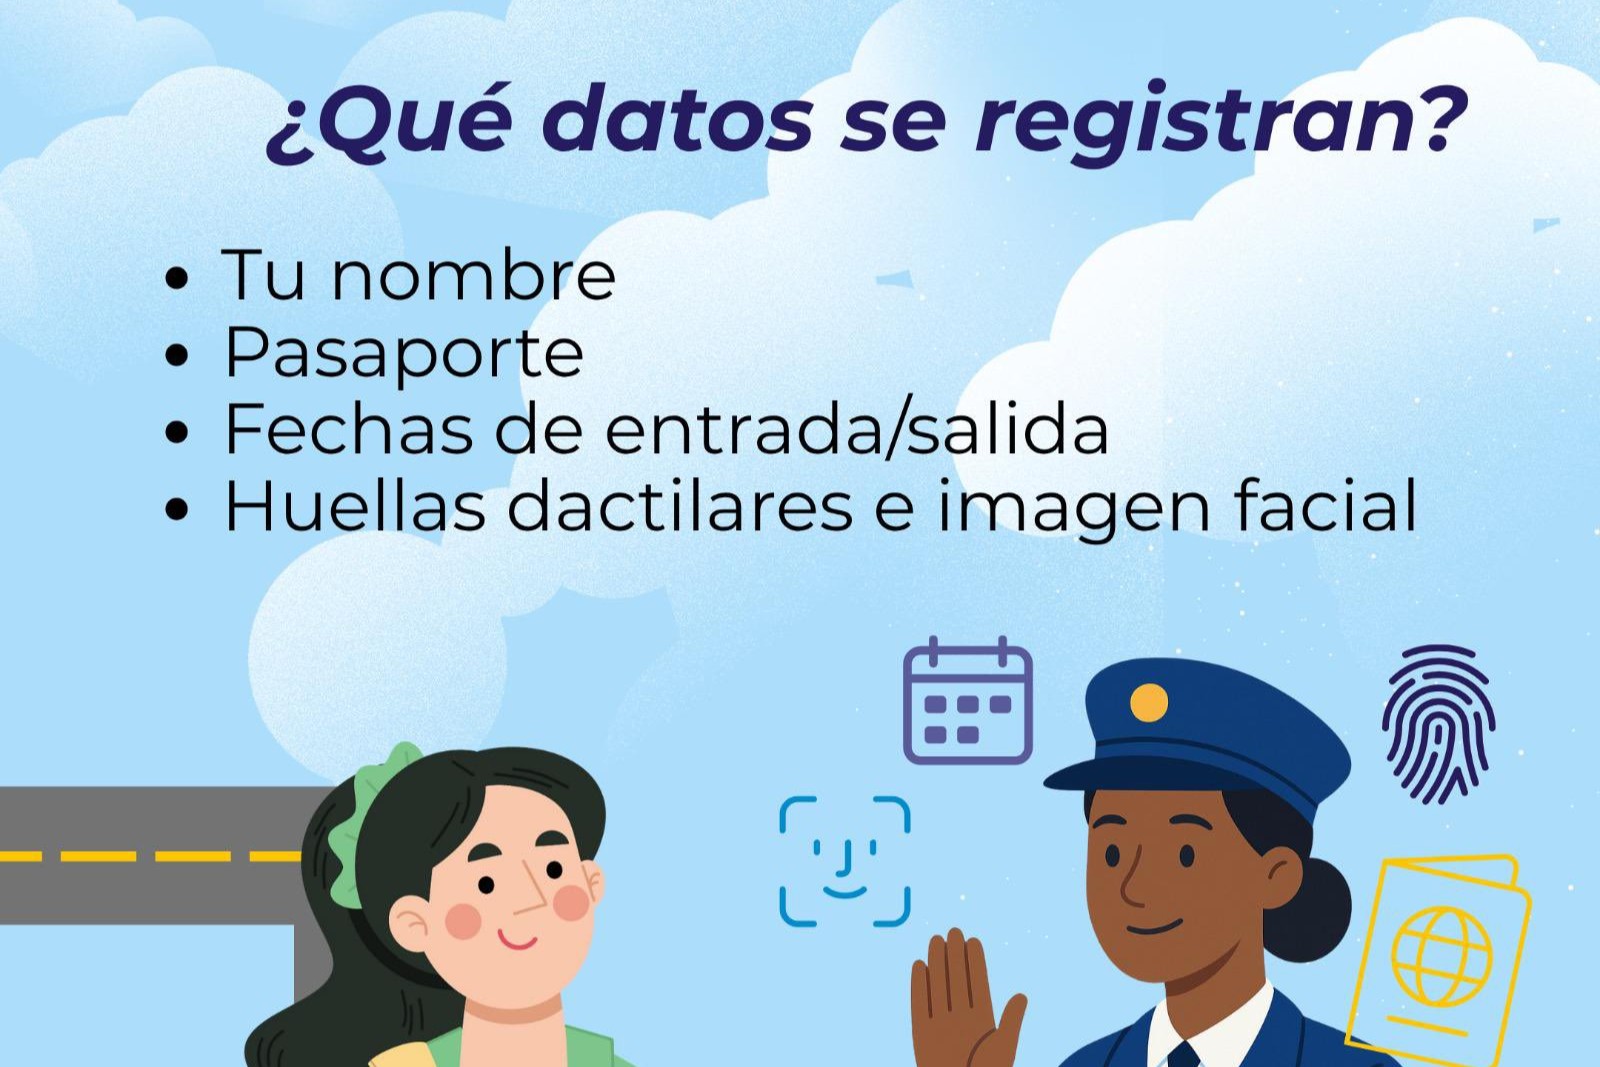 ¿Qué datos se registran?
• Tu nombre
• Pasaporte
• Fechas de entrada/salida
• Huellas dactilares e imagen facial